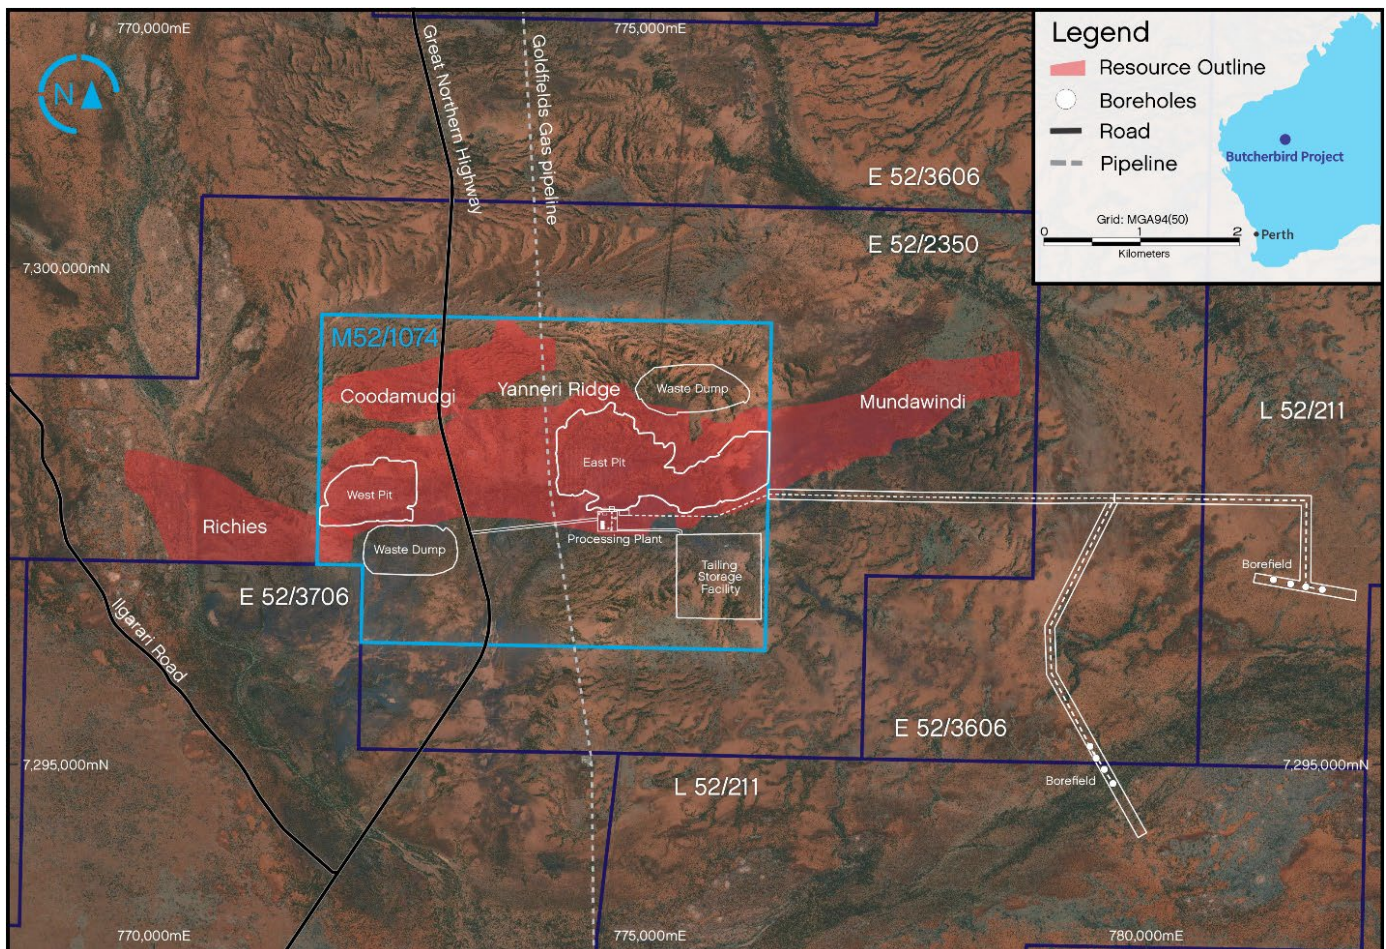 770,000mE
775,000mE
Legend
Resource Outline
Boreholes
Road
Pipeline
Butcherbird Project
Grid: MGA94(50)
0 1 2
Kilometers
Perth
N
Great Northern Highway
Goldfields Gas pipeline
E 52/3606
E 52/2350
7,300,000mN
M52/1074
Coodamudgi
Yanneri Ridge
Waste Dump
Mundawindi
L 52/211
East Pit
West Pit
Richies
Processing Plant
Waste Dump
Tailing
Storage
Facility
Borefield
E 52/3706
Ilgarari Road
E 52/3606
7,295,000mN
7,295,000mN
L 52/211
Borefield
770,000mE
775,000mE
780,000mE